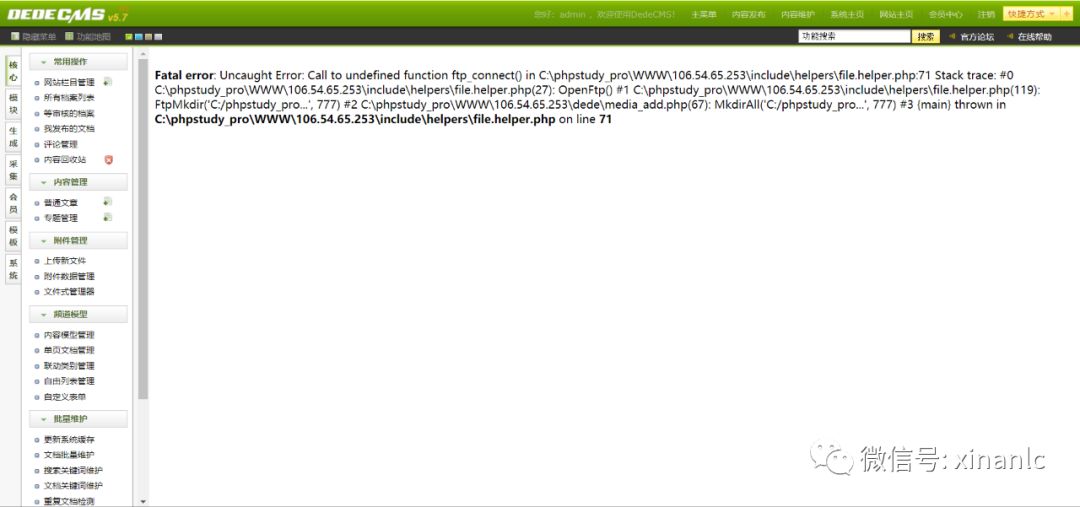 DEDECMS v5.7
您好：admin ，欢迎使用DedeCMS！ 主菜单 内容发布 内容维护 系统主页 网站主页 会员中心 注销 快捷方式 +
隐藏菜单 功能地图 功能搜索 搜索 官方论坛 在线帮助
核心
模块
生成
采集
会员
模板
系统
常用操作
网站栏目管理
所有档案列表
等审核的档案
我发布的文档
评论管理
内容回收站
内容管理
普通文章
专题管理
附件管理
上传新文件
附件数据管理
文件式管理器
频道模型
内容模型管理
单页文档管理
联动类别管理
自由列表管理
自定义表单
批量维护
更新系统缓存
文档批量维护
搜索关键词维护
文档关键词维护
重复文档检测
Fatal error: Uncaught Error: Call to undefined function ftp_connect() in C:\phpstudy_pro\WWW\106.54.65.253\include\helpers\file.helper.php:71 Stack trace: #0
C:\phpstudy_pro\WWW\106.54.65.253\include\helpers\file.helper.php(27): OpenFtp() #1 C:\phpstudy_pro\WWW\106.54.65.253\include\helpers\file.helper.php(119):
FtpMkdir('C:/phpstudy_pro...', 777) #2 C:\phpstudy_pro\WWW\106.54.65.253\dede\media_add.php(67): MkdirAll('C:/phpstudy_pro...', 777) #3 {main} thrown in
C:\phpstudy_pro\WWW\106.54.65.253\include\helpers\file.helper.php on line 71
微信号: xinanlc